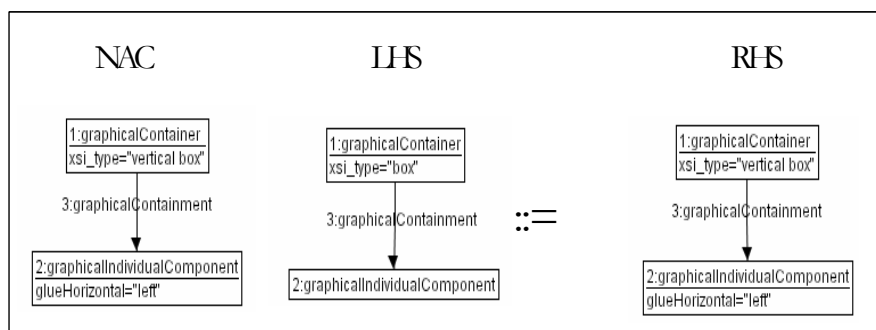 NAC LHS RHS
1:graphicalContainer
xsi_type="vertical box"
3:graphicalContainment
2:graphicalIndividualComponent
glueHorizontal="left"
1:graphicalContainer
xsi_type="box"
3:graphicalContainment
2:graphicalIndividualComponent
::=
1:graphicalContainer
xsi_type="vertical box"
3:graphicalContainment
2:graphicalIndividualComponent
glueHorizontal="left"